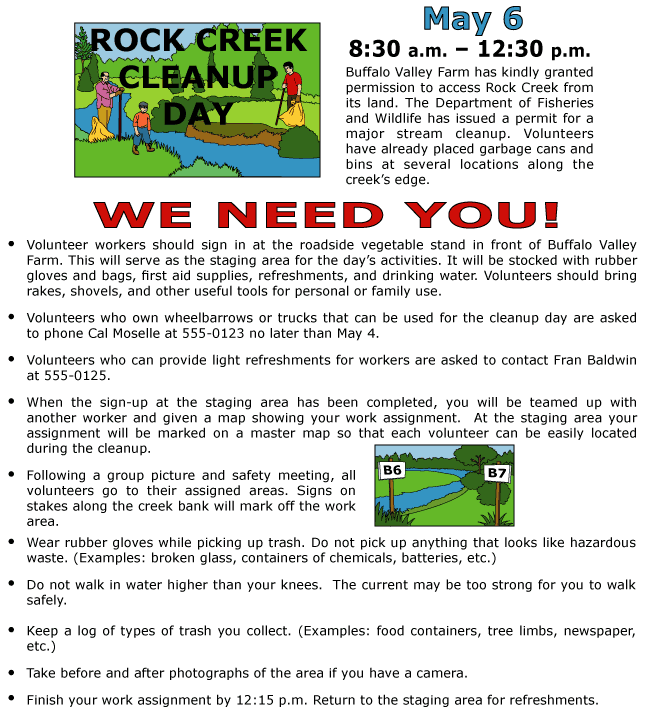 ROCK CREEK
CLEANUP
DAY
May 6
8:30 a.m. – 12:30 p.m.
Buffalo Valley Farm has kindly granted
permission to access Rock Creek from
its land. The Department of Fisheries
and Wildlife has issued a permit for a
major stream cleanup. Volunteers
have already placed garbage cans and
bins at several locations along the
creek's edge.
WE NEED YOU!
• Volunteer workers should sign in at the roadside vegetable stand in front of Buffalo Valley
Farm. This will serve as the staging area for the day's activities. It will be stocked with rubber
gloves and bags, first aid supplies, refreshments, and drinking water. Volunteers should bring
rakes, shovels, and other useful tools for personal or family use.
• Volunteers who own wheelbarrows or trucks that can be used for the cleanup day are asked
to phone Cal Moselle at 555-0123 no later than May 4.
• Volunteers who can provide light refreshments for workers are asked to contact Fran Baldwin
at 555-0125.
• When the sign-up at the staging area has been completed, you will be teamed up with
another worker and given a map showing your work assignment. At the staging area your
assignment will be marked on a master map so that each volunteer can be easily located
during the cleanup.
• Following a group picture and safety meeting, all
volunteers go to their assigned areas. Signs on
stakes along the creek bank will mark off the work
area.
B6
B7
• Wear rubber gloves while picking up trash. Do not pick up anything that looks like hazardous
waste. (Examples: broken glass, containers of chemicals, batteries, etc.)
• Do not walk in water higher than your knees. The current may be too strong for you to walk
safely.
• Keep a log of types of trash you collect. (Examples: food containers, tree limbs, newspaper,
etc.)
• Take before and after photographs of the area if you have a camera.
• Finish your work assignment by 12:15 p.m. Return to the staging area for refreshments.